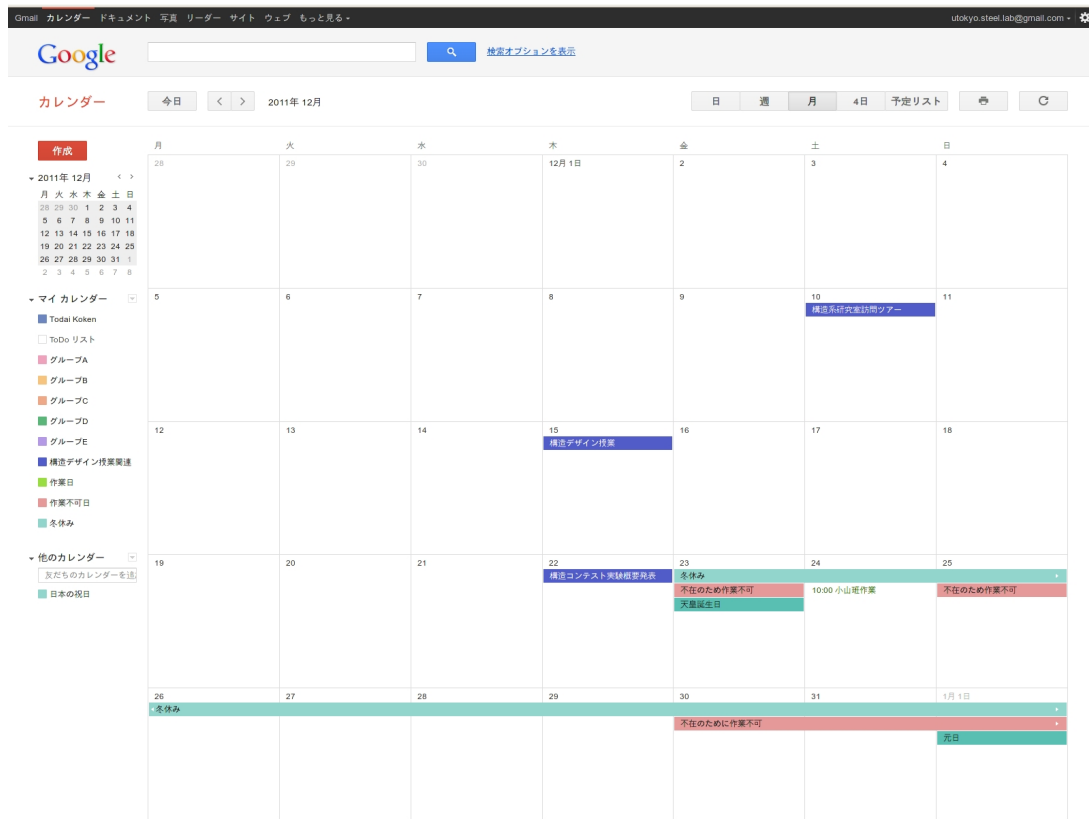 Gmail カレンダー ドキュメント 写真 リーダー サイト ウェブ もっと見る
utokyo.steel.lab@gmail.com
Google
検索オプションを表示
カレンダー
今日
2011年 12月
日 週 月 4日 予定リスト
作成
2011年 12月
月 火 水 木 金 土 日
28 29 30 1 2 3 4
5 6 7 8 9 10 11
12 13 14 15 16 17 18
19 20 21 22 23 24 25
26 27 28 29 30 31 1
2 3 4 5 6 7 8
マイ カレンダー
Todai Koken
ToDo リスト
グループA
グループB
グループC
グループD
グループE
構造デザイン授業関連
作業日
作業不可日
冬休み
他のカレンダー
友だちのカレンダーを追
日本の祝日
月 火 水 木 金 土 日
28 29 30 12月 1日 2 3 4
5 6 7 8 9 10 11
構造系研究室訪問ツアー
12 13 14 15 16 17 18
構造デザイン授業
19 20 21 22 23 24 25
構造コンテスト実験概要発表 冬休み
不在のため作業不可 10:00 小山班作業 不在のため作業不可
天皇誕生日
26 27 28 29 30 31 1月 1日
冬休み
不在のために作業不可
元日